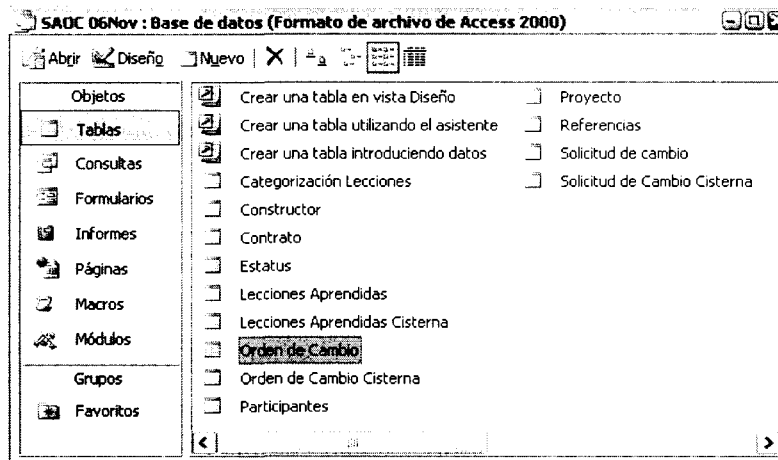 SAOC 06Nov : Base de datos (Formato de archivo de Access 2000)
Abrir Diseño Nuevo
Objetos
Tablas
Consultas
Formularios
Informes
Páginas
Macros
Módulos
Grupos
Favoritos
Crear una tabla en vista Diseño
Crear una tabla utilizando el asistente
Crear una tabla introduciendo datos
Categorización Lecciones
Constructor
Contrato
Estatus
Lecciones Aprendidas
Lecciones Aprendidas Cisterna
Orden de Cambio
Orden de Cambio Cisterna
Participantes
Proyecto
Referencias
Solicitud de cambio
Solicitud de Cambio Cisterna